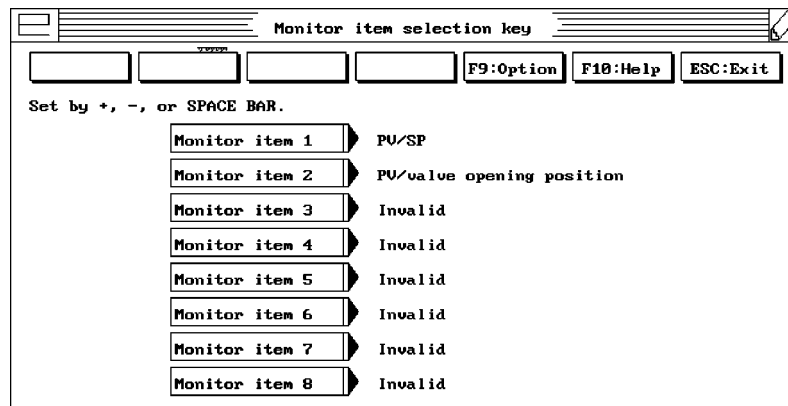 Monitor item selection key
F9:Option F10:Help ESC:Exit
Set by +, -, or SPACE BAR.
Monitor item 1 PV/SP
Monitor item 2 PV/valve opening position
Monitor item 3 Invalid
Monitor item 4 Invalid
Monitor item 5 Invalid
Monitor item 6 Invalid
Monitor item 7 Invalid
Monitor item 8 Invalid